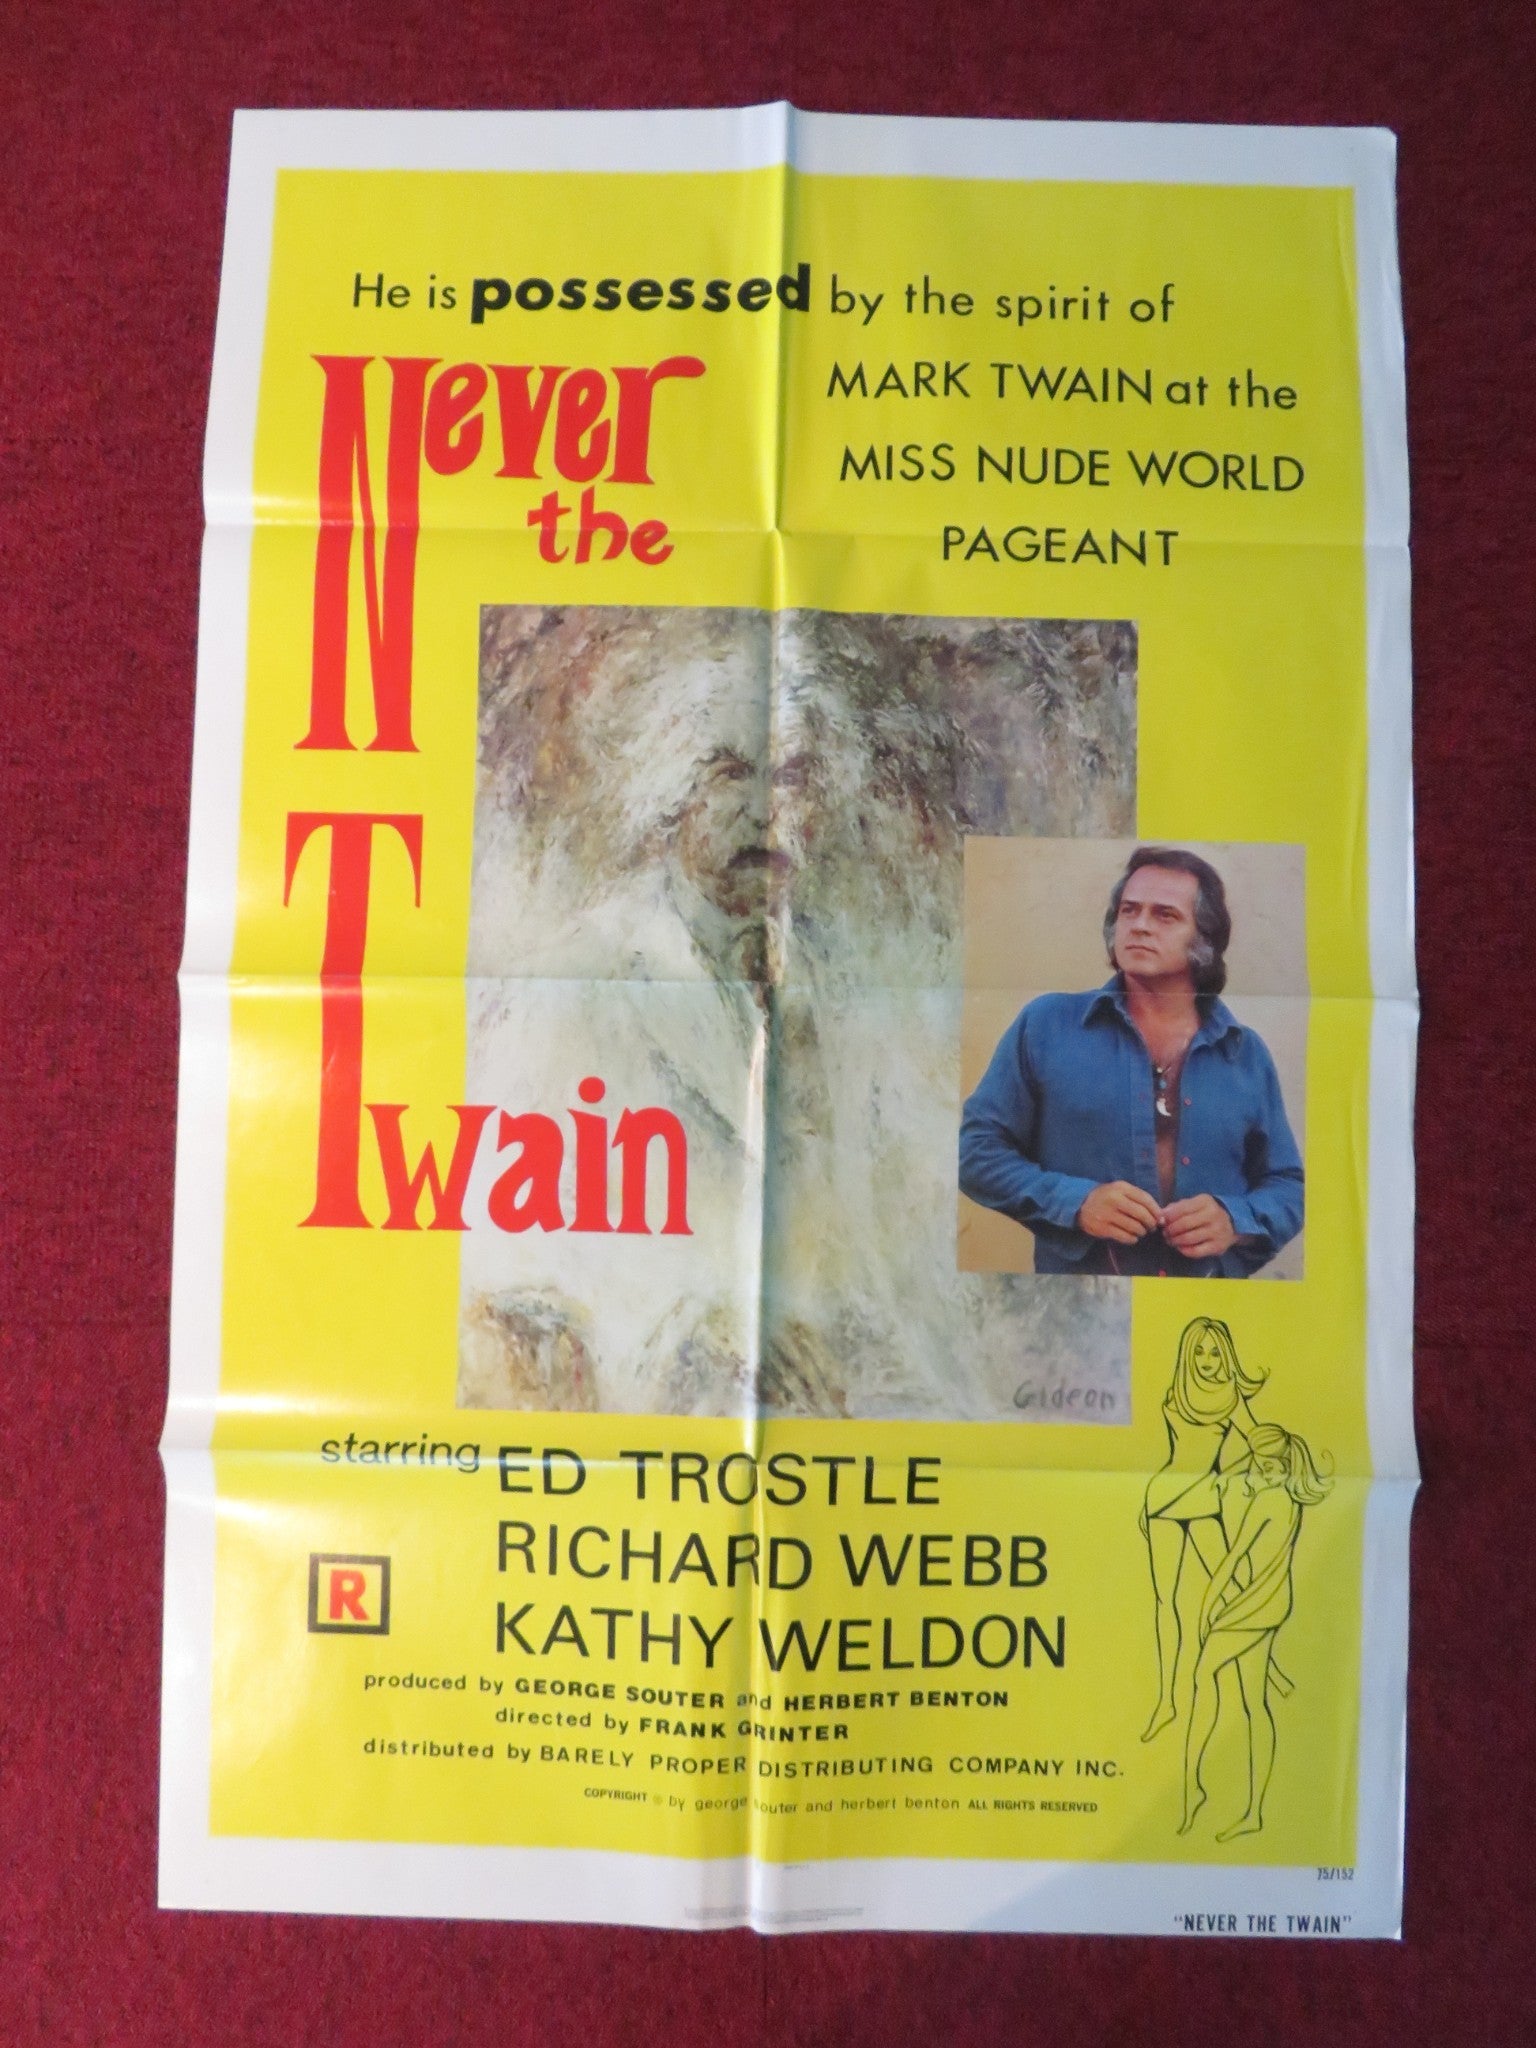 He is possessed by the spirit of
MARK TWAIN at the
MISS NUDE WORLD
PAGEANT
Never
the
Twain
Gideon
starring ED TROSTLE
RICHARD WEBB
KATHY WELDON
R
produced by GEORGE SOUTER and HERBERT BENTON
directed by FRANK GRINTER
distributed by BARELY PROPER DISTRIBUTING COMPANY INC.
COPYRIGHT © by george souter and herbert benton ALL RIGHTS RESERVED
75/152
"NEVER THE TWAIN"